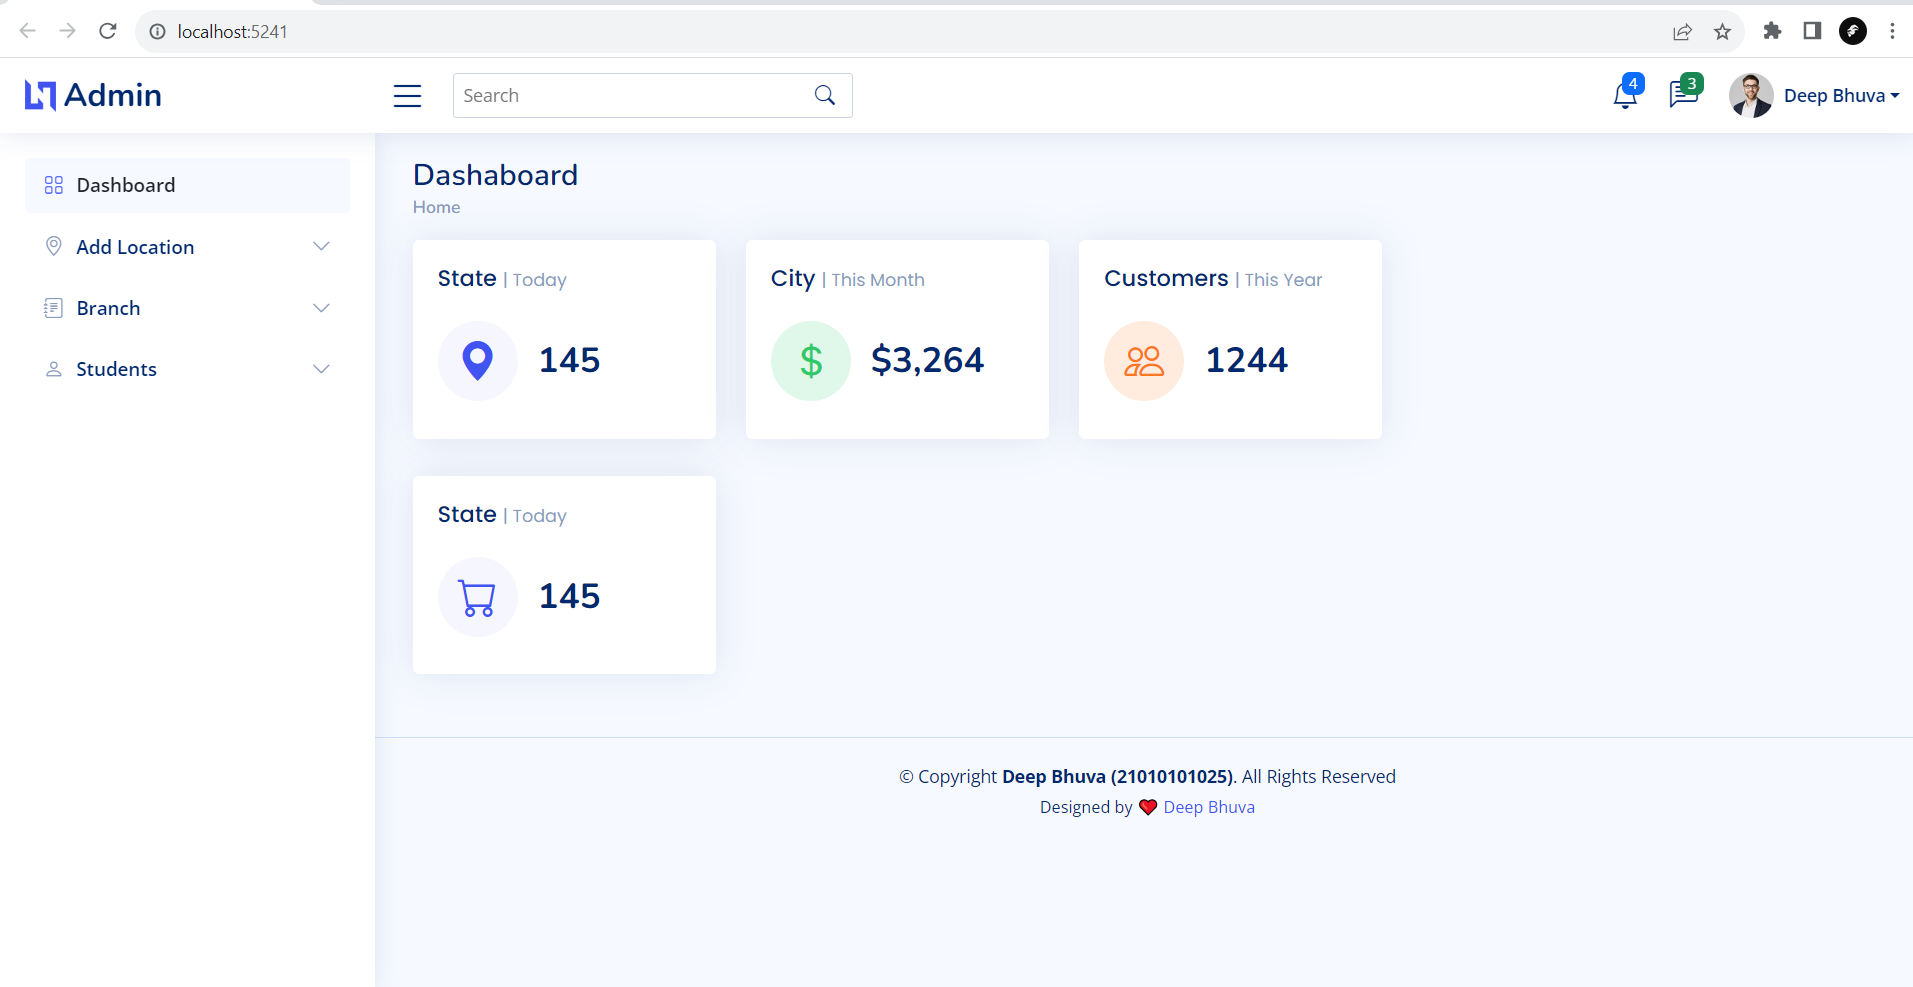 localhost:5241
Admin
Search
4
3
Deep Bhuva
Dashboard
Add Location
Branch
Students
Dashaboard
Home
State | Today
145
City | This Month
$ $3,264
Customers | This Year
1244
State | Today
145
© Copyright Deep Bhuva (21010101025). All Rights Reserved
Designed by ❤ Deep Bhuva